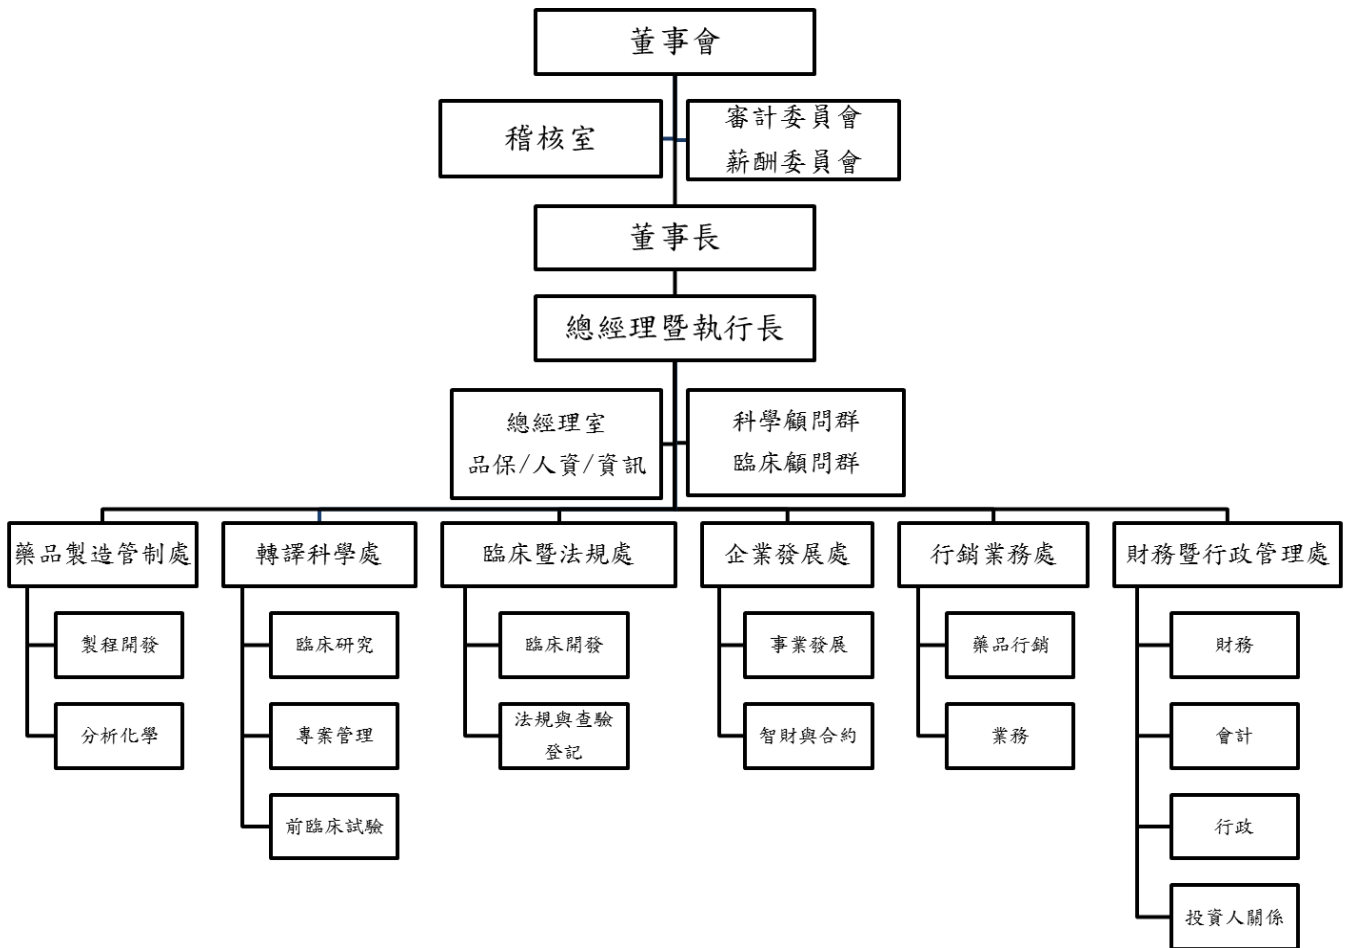 董事會
稽核室
審計委員會
薪酬委員會
董事長
總經理暨執行長
總經理室
品保/人資/資訊
科學顧問群
臨床顧問群
藥品製造管制處
轉譯科學處
臨床暨法規處
企業發展處
行銷業務處
財務暨行政管理處
製程開發
臨床研究
臨床開發
事業發展
藥品行銷
財務
分析化學
專案管理
法規與查驗
登記
智財與合約
業務
會計
前臨床試驗
行政
投資人關係